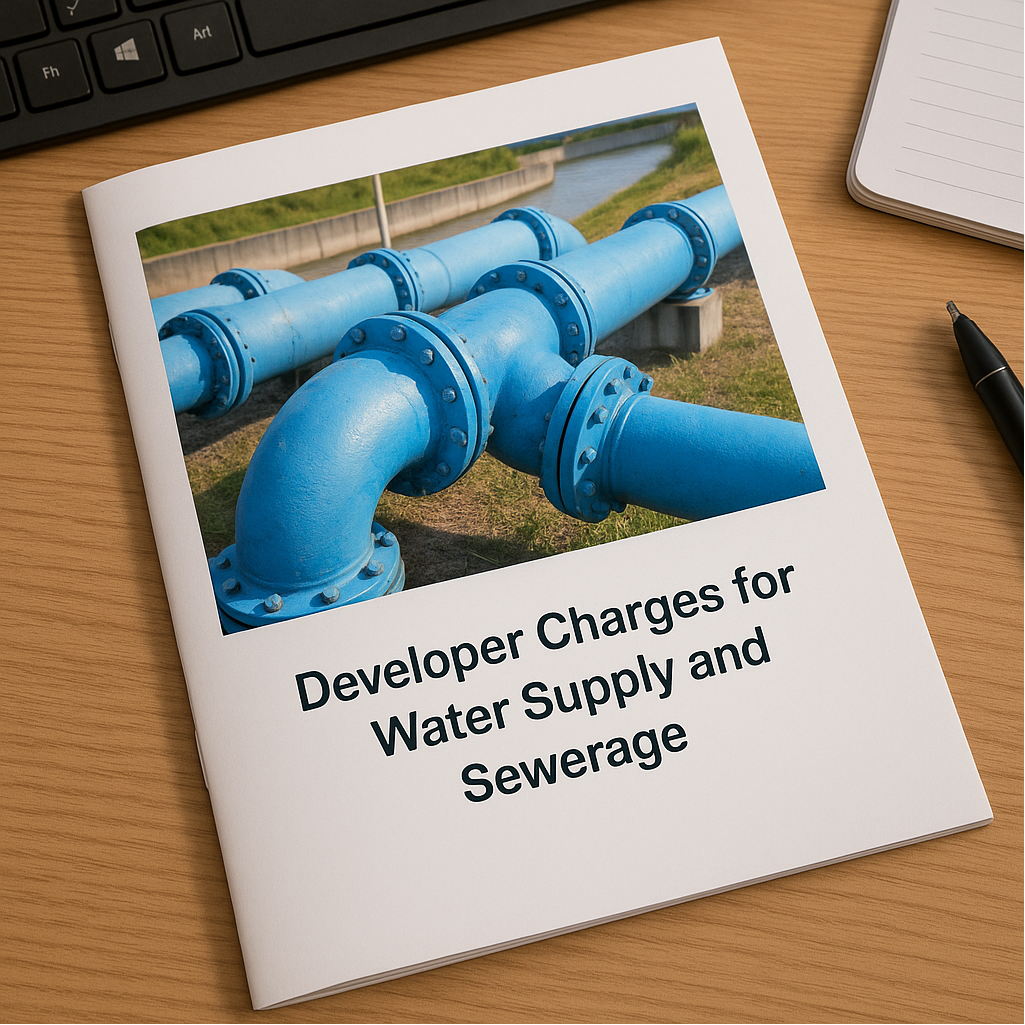 Fh
Art
Developer Charges for
Water Supply and
Sewerage